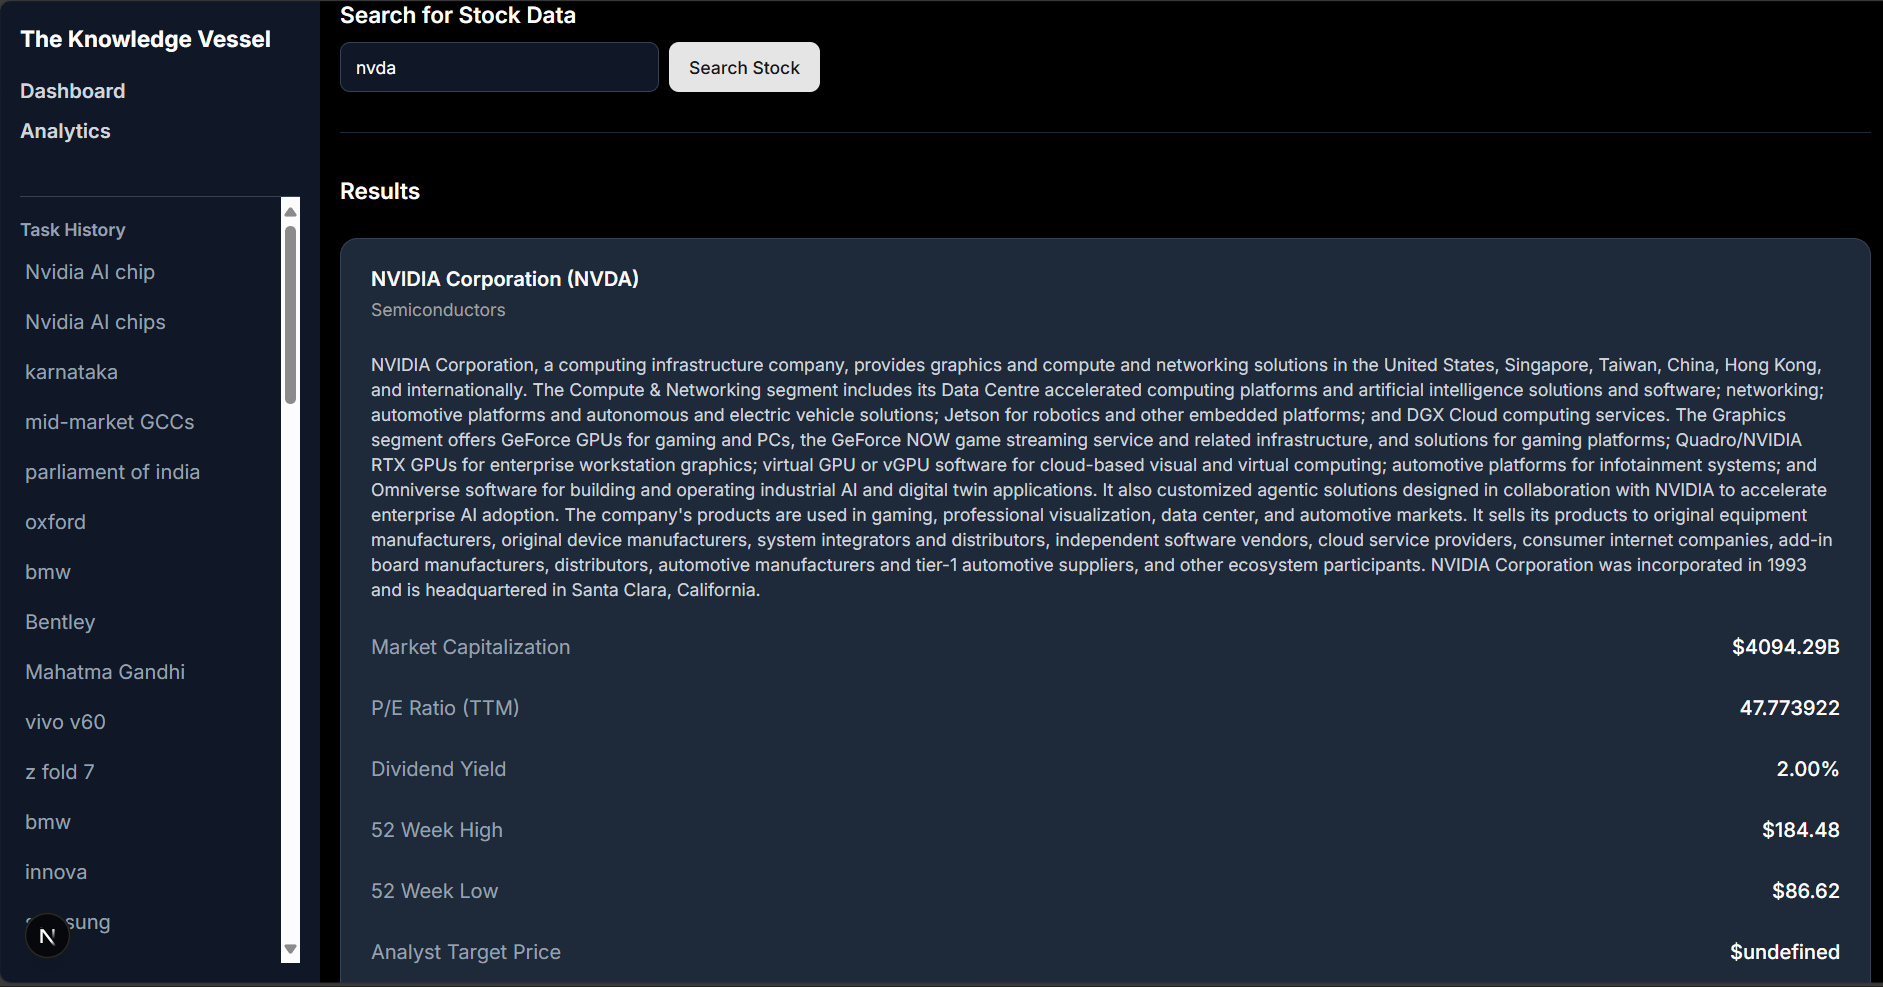 The Knowledge Vessel
Dashboard
Analytics
Task History
Nvidia AI chip
Nvidia AI chips
karnataka
mid-market GCCs
parliament of india
oxford
bmw
Bentley
Mahatma Gandhi
vivo v60
z fold 7
bmw
innova
sung
N
Search for Stock Data
nvda
Search Stock
Results
NVIDIA Corporation (NVDA)
Semiconductors
NVIDIA Corporation, a computing infrastructure company, provides graphics and compute and networking solutions in the United States, Singapore, Taiwan, China, Hong Kong,
and internationally. The Compute & Networking segment includes its Data Centre accelerated computing platforms and artificial intelligence solutions and software; networking;
automotive platforms and autonomous and electric vehicle solutions; Jetson for robotics and other embedded platforms; and DGX Cloud computing services. The Graphics
segment offers GeForce GPUs for gaming and PCs, the GeForce NOW game streaming service and related infrastructure, and solutions for gaming platforms; Quadro/NVIDIA
RTX GPUs for enterprise workstation graphics; virtual GPU or vGPU software for cloud-based visual and virtual computing; automotive platforms for infotainment systems; and
Omniverse software for building and operating industrial AI and digital twin applications. It also customized agentic solutions designed in collaboration with NVIDIA to accelerate
enterprise AI adoption. The company's products are used in gaming, professional visualization, data center, and automotive markets. It sells its products to original equipment
manufacturers, original device manufacturers, system integrators and distributors, independent software vendors, cloud service providers, consumer internet companies, add-in
board manufacturers, distributors, automotive manufacturers and tier-1 automotive suppliers, and other ecosystem participants. NVIDIA Corporation was incorporated in 1993
and is headquartered in Santa Clara, California.
Market Capitalization $4094.29B
P/E Ratio (TTM) 47.773922
Dividend Yield 2.00%
52 Week High $184.48
52 Week Low $86.62
Analyst Target Price $undefined